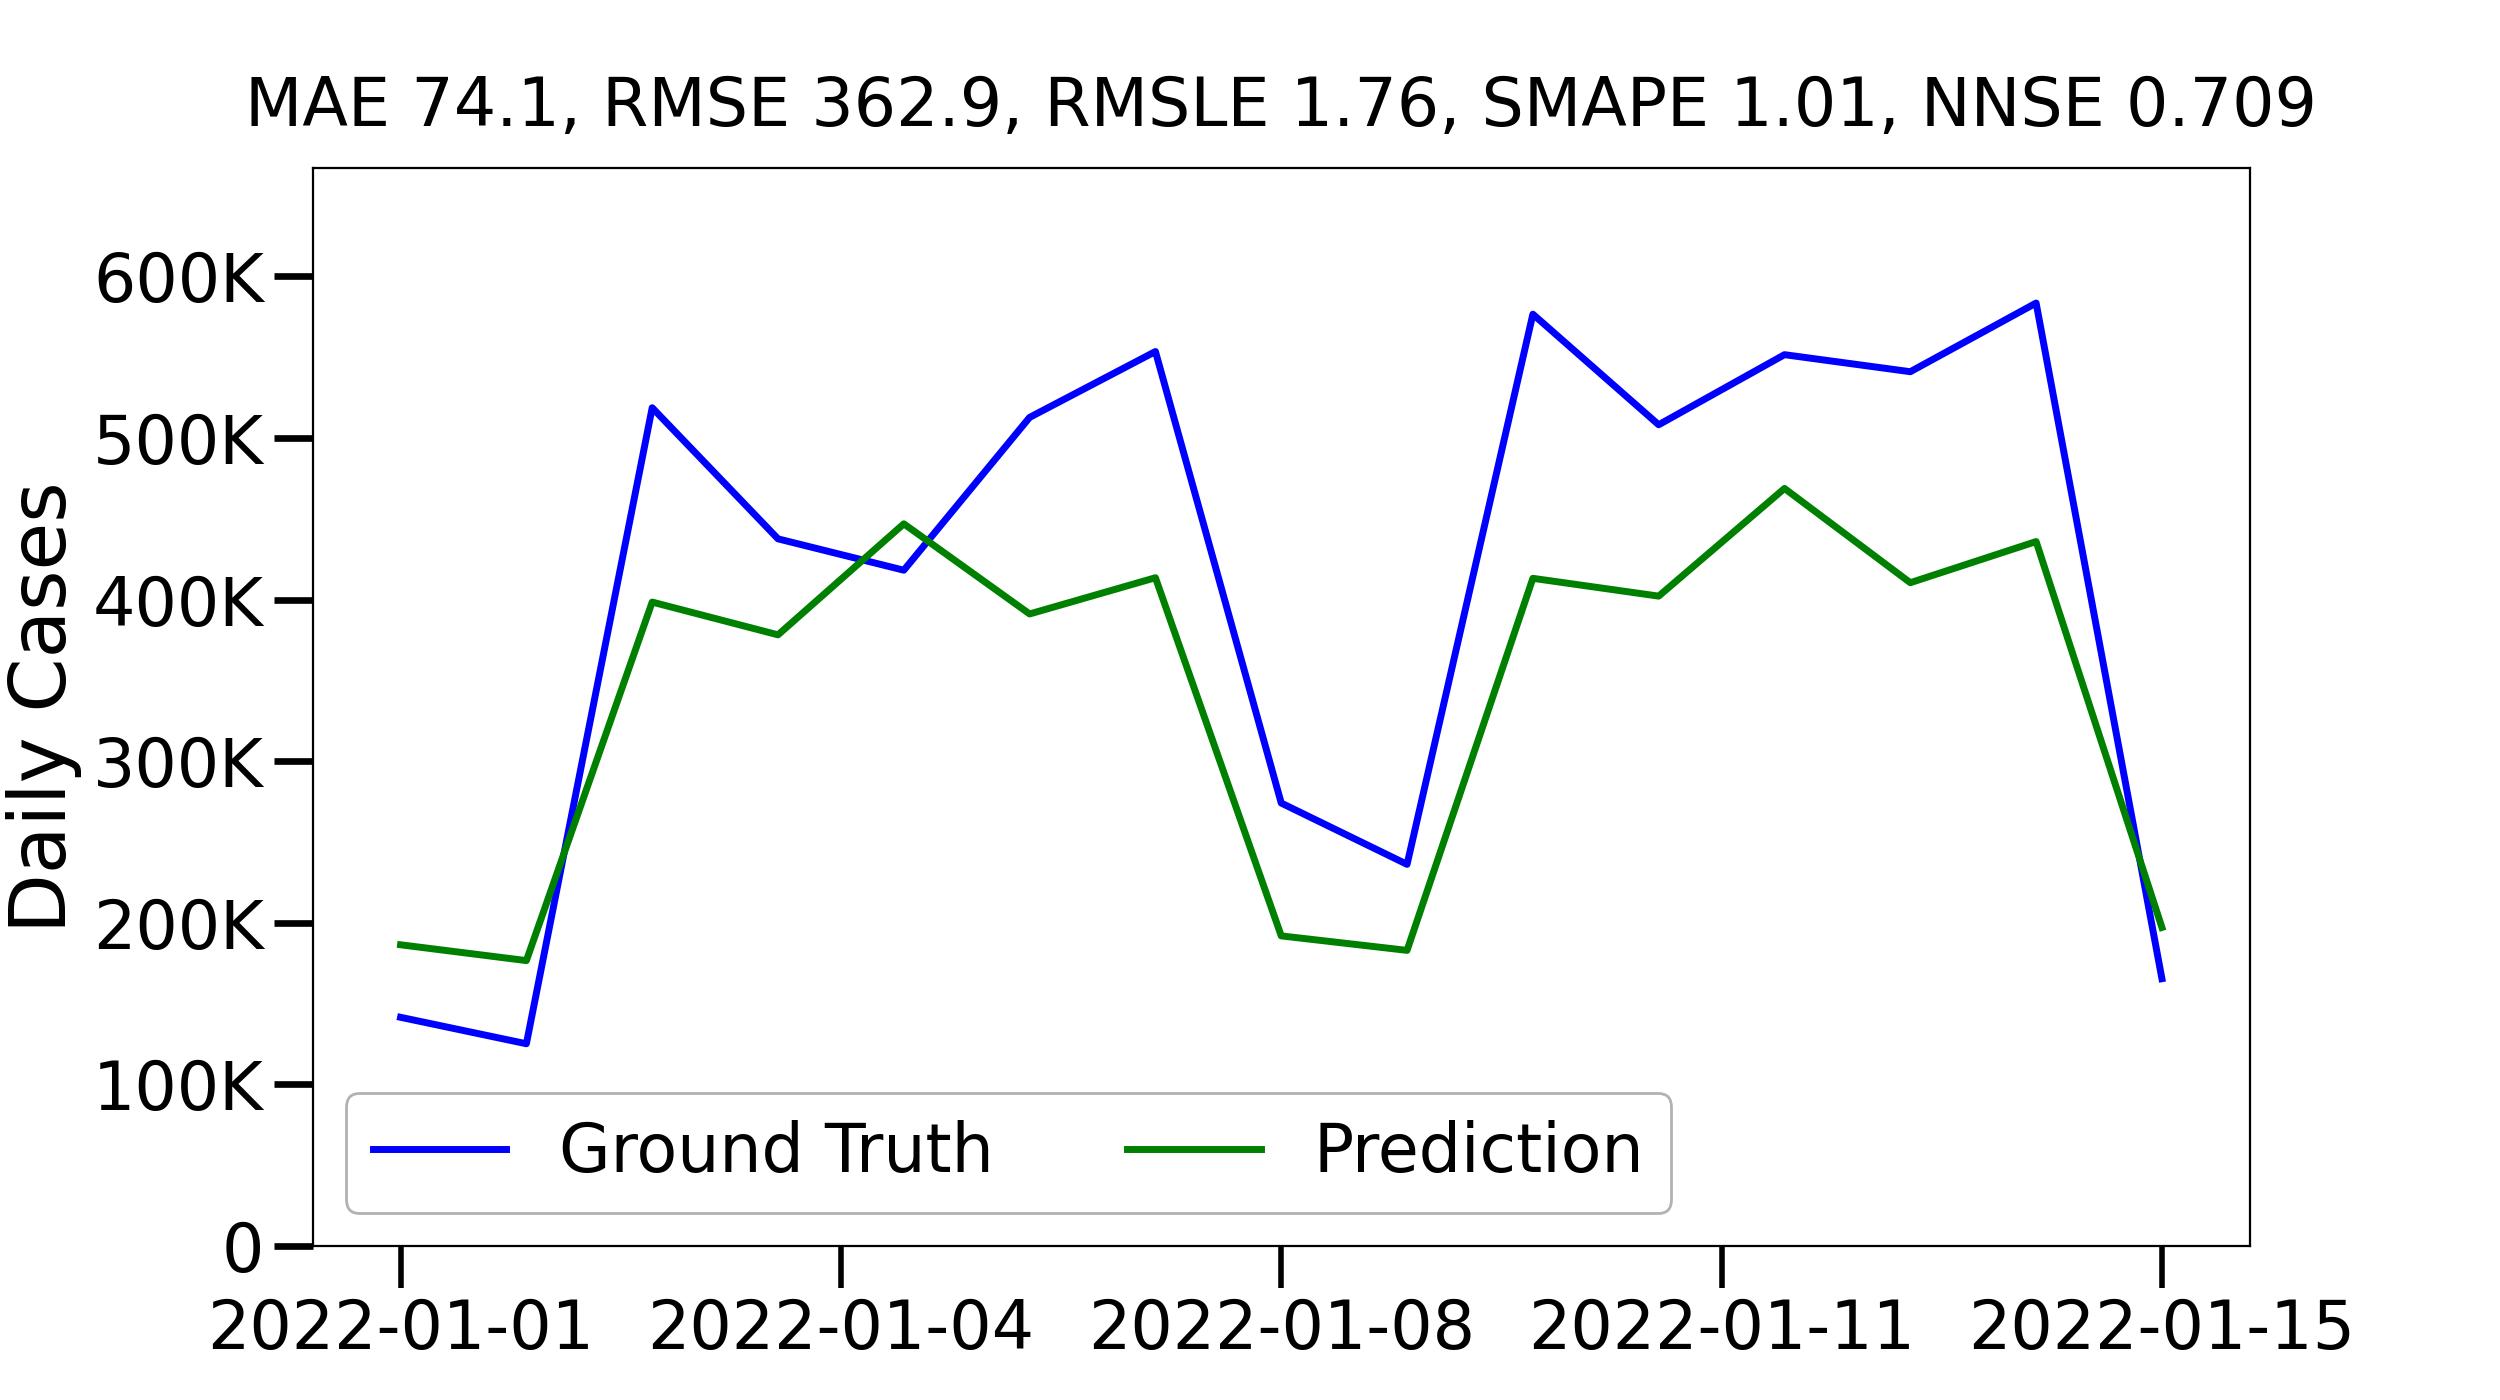 MAE 74.1, RMSE 362.9, RMSLE 1.76, SMAPE 1.01, NNSE 0.709
Daily Cases
600K
500K
400K
300K
200K
100K
0
Ground Truth Prediction
2022-01-01 2022-01-04 2022-01-08 2022-01-11 2022-01-15